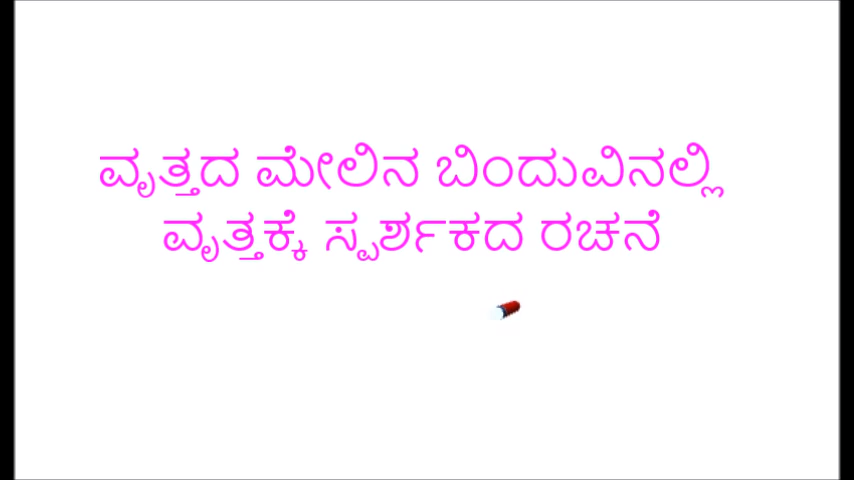 ವೃತ್ತದ ಮೇಲಿನ ಬಿಂದುವಿನಲ್ಲಿ
ವೃತ್ತಕ್ಕೆ ಸ್ಪರ್ಶಕದ ರಚನೆ